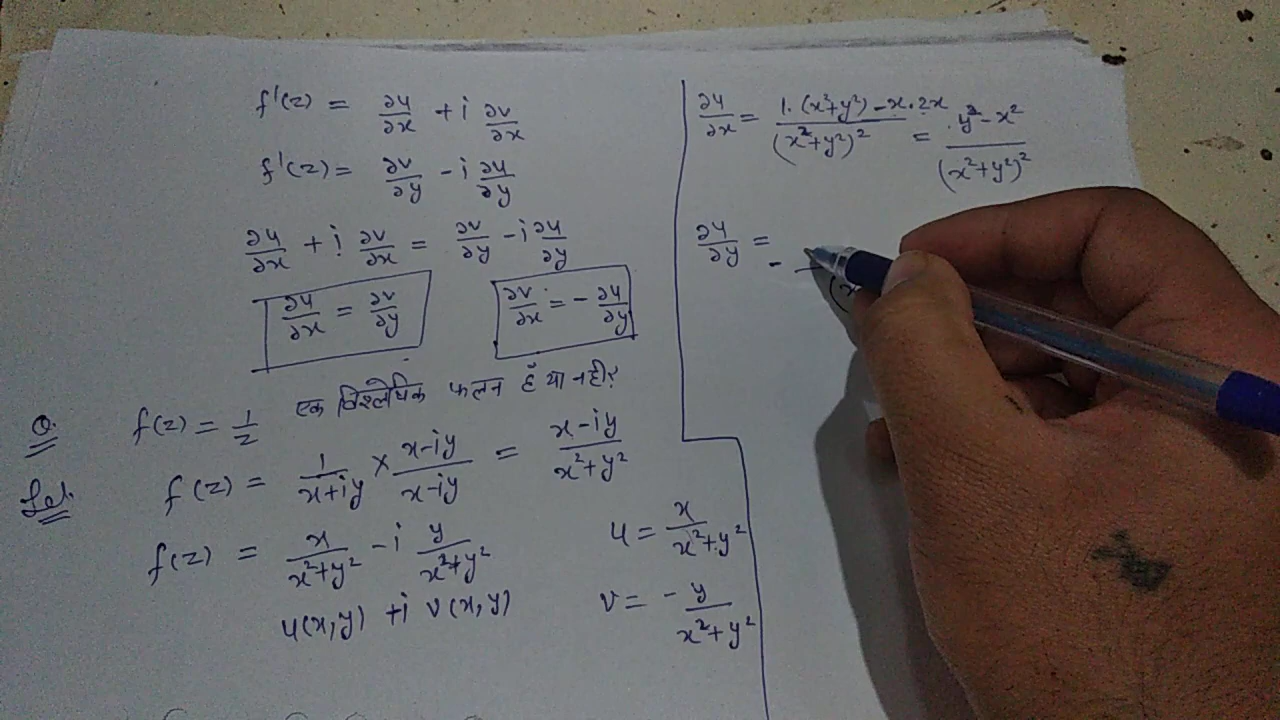 f'(z) = ∂u/∂x + i ∂v/∂x
f'(z) = ∂v/∂y - i ∂u/∂y
∂u/∂x + i ∂v/∂x = ∂v/∂y - i ∂u/∂y
∂u/∂x = ∂v/∂y
∂v/∂x = - ∂u/∂y
Q. f(z) = 1/z एक विश्लेषिक फलन है या नहीं?
Sol. f(z) = 1/(x+iy) × (x-iy)/(x-iy) = (x-iy)/(x²+y²)
f(z) = x/(x²+y²) - i y/(x²+y²)
u(x,y) + i v(x,y)
u = x/(x²+y²)
v = - y/(x²+y²)
∂u/∂x = (1·(x²+y²) - x·2x)/(x²+y²)² = (y²-x²)/(x²+y²)²
∂u/∂y = -